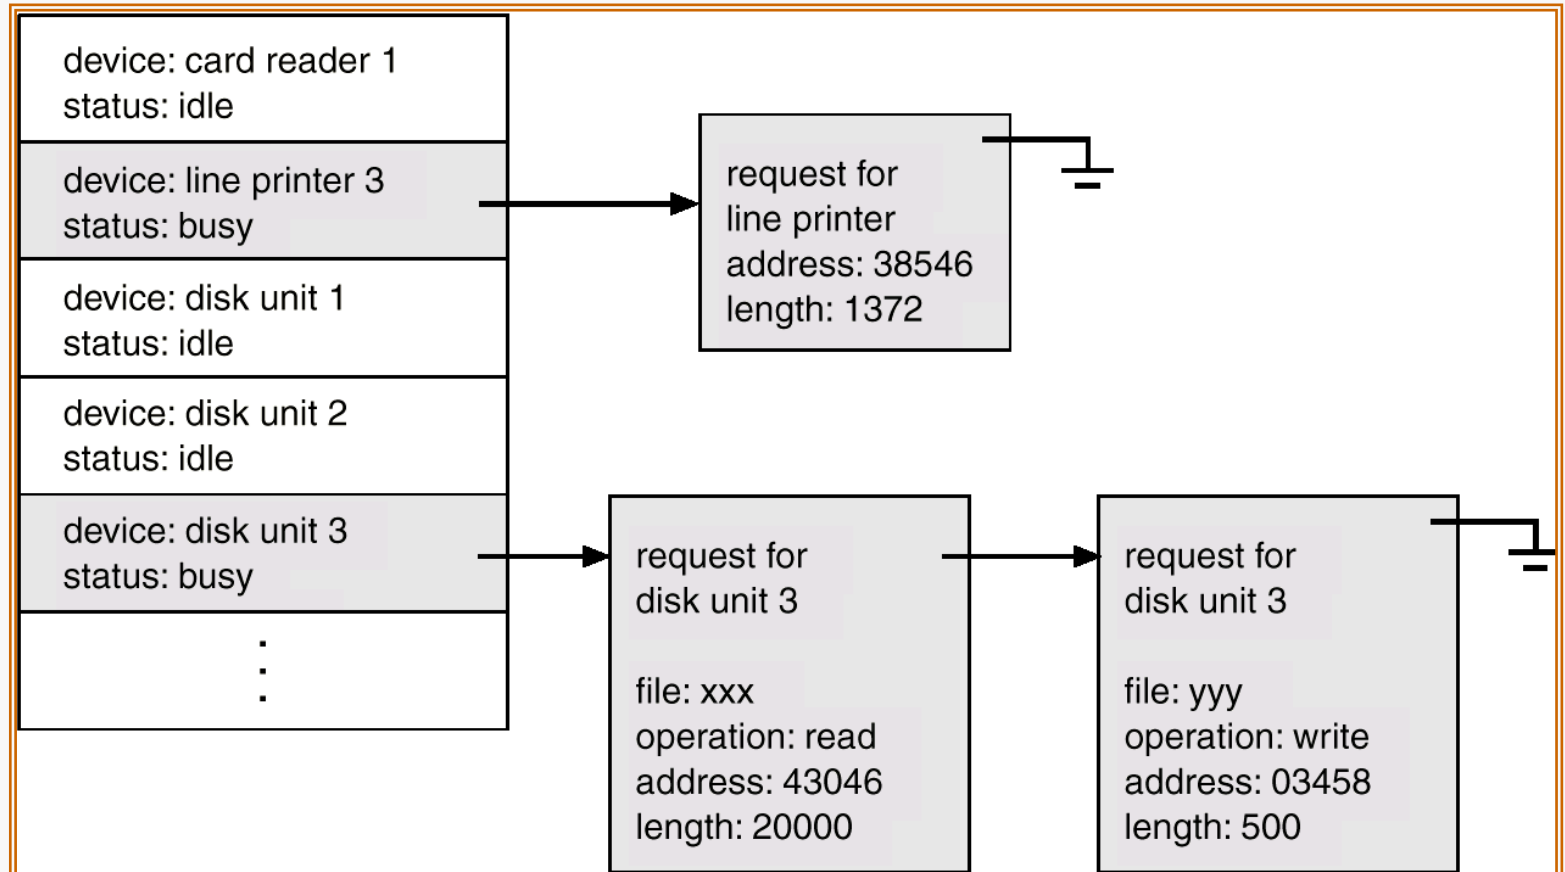 device: card reader 1
status: idle
device: line printer 3
status: busy
device: disk unit 1
status: idle
device: disk unit 2
status: idle
device: disk unit 3
status: busy
request for
line printer
address: 38546
length: 1372
request for
disk unit 3
file: xxx
operation: read
address: 43046
length: 20000
request for
disk unit 3
file: yyy
operation: write
address: 03458
length: 500